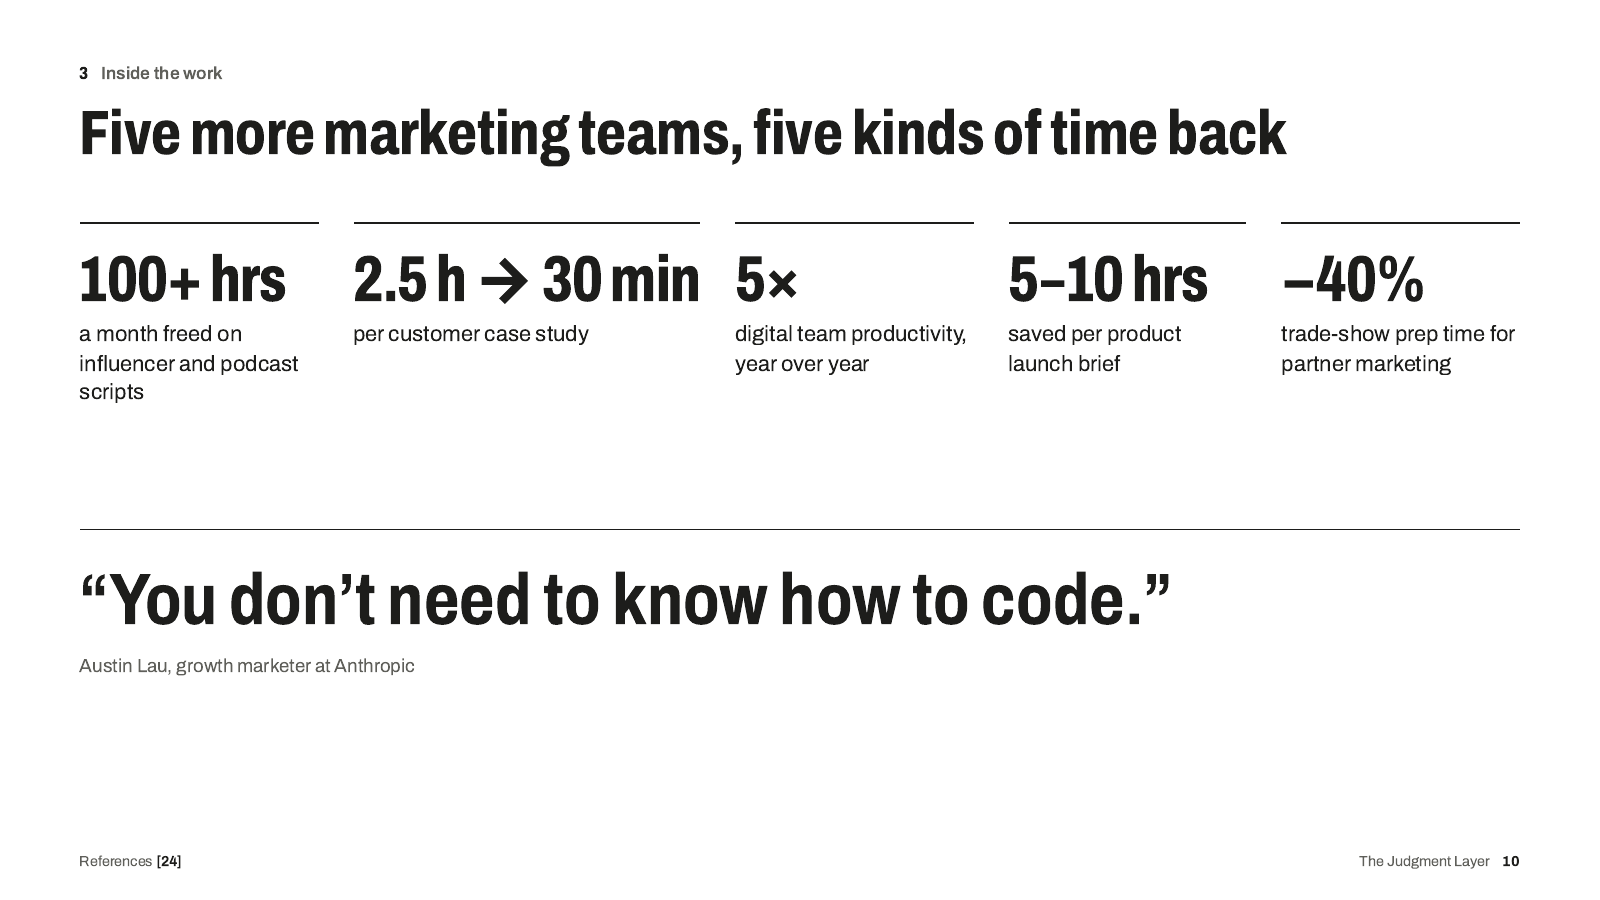 3 Inside the work
Five more marketing teams, five kinds of time back
100+ hrs
a month freed on
influencer and podcast
scripts
2.5 h → 30 min
per customer case study
5×
digital team productivity,
year over year
5–10 hrs
saved per product
launch brief
–40%
trade-show prep time for
partner marketing
“You don’t need to know how to code.”
Austin Lau, growth marketer at Anthropic
References [24]
The Judgment Layer 10